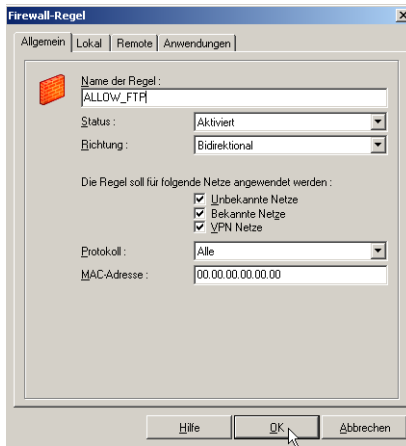 Firewall-Regel
Allgemein Lokal Remote Anwendungen
Name der Regel :
ALLOW_FTP
Status : Aktiviert
Richtung : Bidirektional
Die Regel soll für folgende Netze angewendet werden :
Unbekannte Netze
Bekannte Netze
VPN Netze
Protokoll : Alle
MAC-Adresse : 00.00.00.00.00.00
Hilfe OK Abbrechen